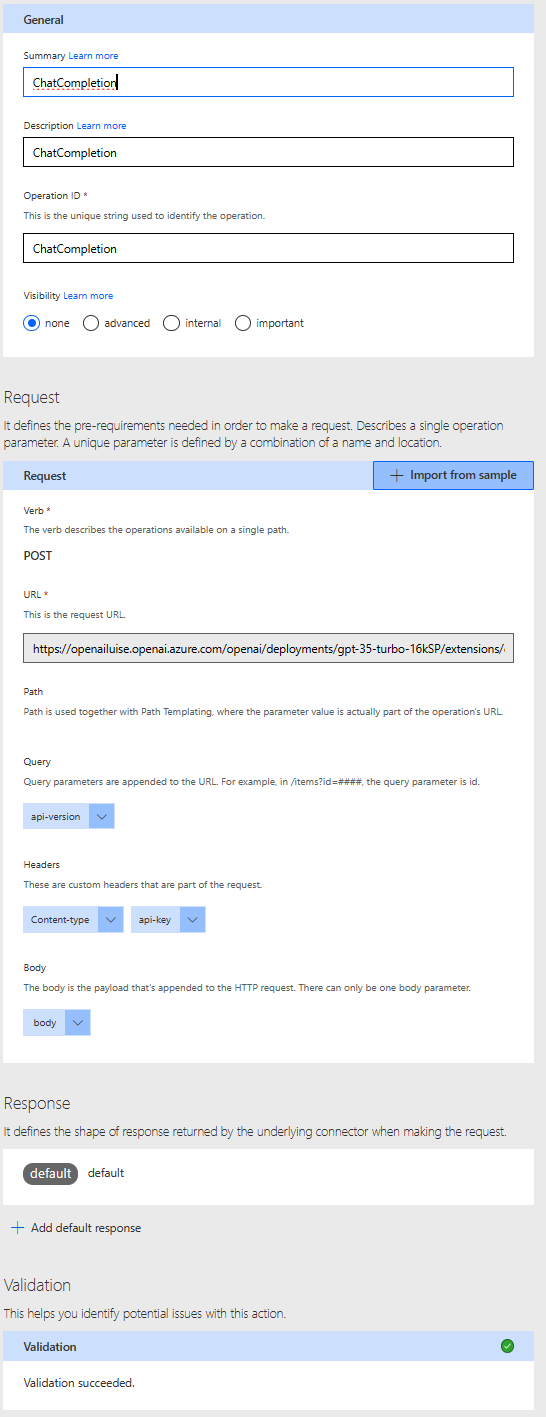 General
Summary Learn more
ChatCompletion
Description Learn more
ChatCompletion
Operation ID *
This is the unique string used to identify the operation.
ChatCompletion
Visibility Learn more
none advanced internal important
Request
It defines the pre-requirements needed in order to make a request. Describes a single operation
parameter. A unique parameter is defined by a combination of a name and location.
Request + Import from sample
Verb *
The verb describes the operations available on a single path.
POST
URL *
This is the request URL.
https://openailuise.openai.azure.com/openai/deployments/gpt-35-turbo-16kSP/extensions/
Path
Path is used together with Path Templating, where the parameter value is actually part of the operation's URL.
Query
Query parameters are appended to the URL. For example, in /items?id=####, the query parameter is id.
api-version
Headers
These are custom headers that are part of the request.
Content-type api-key
Body
The body is the payload that's appended to the HTTP request. There can only be one body parameter.
body
Response
It defines the shape of response returned by the underlying connector when making the request.
default default
+ Add default response
Validation
This helps you identify potential issues with this action.
Validation
Validation succeeded.